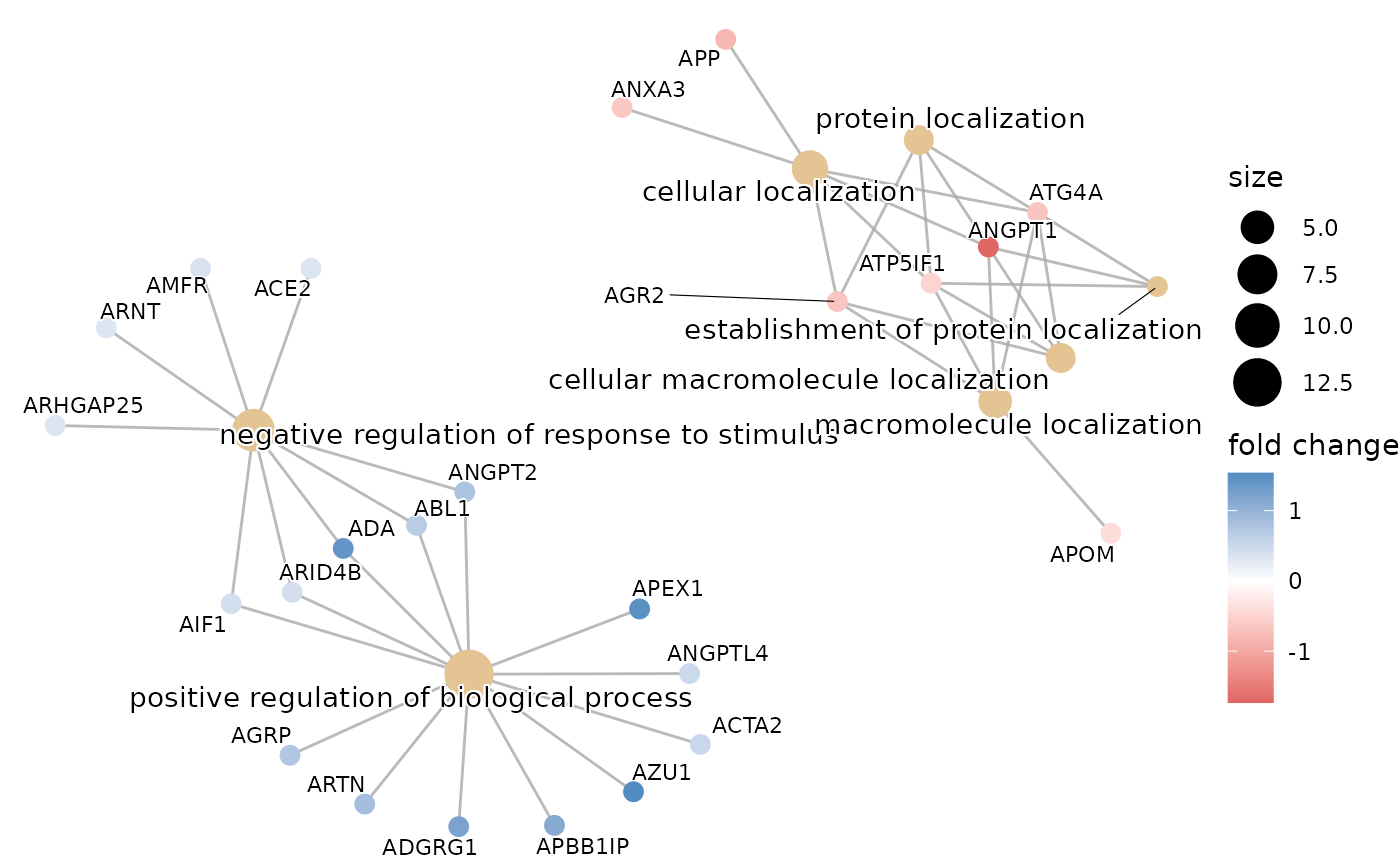 APP
ANXA3
protein localization
cellular localization
ATG4A
ANGPT1
ATP5IF1
AGR2
establishment of protein localization
cellular macromolecule localization
macromolecule localization
APOM
AMFR
ACE2
ARNT
ARHGAP25
negative regulation of response to stimulus
ANGPT2
ABL1
ADA
ARID4B
AIF1
APEX1
ANGPTL4
positive regulation of biological process
ACTA2
AGRP
AZU1
ARTN
ADGRG1
APBB1IP
size
5.0
7.5
10.0
12.5
fold change
1
0
-1